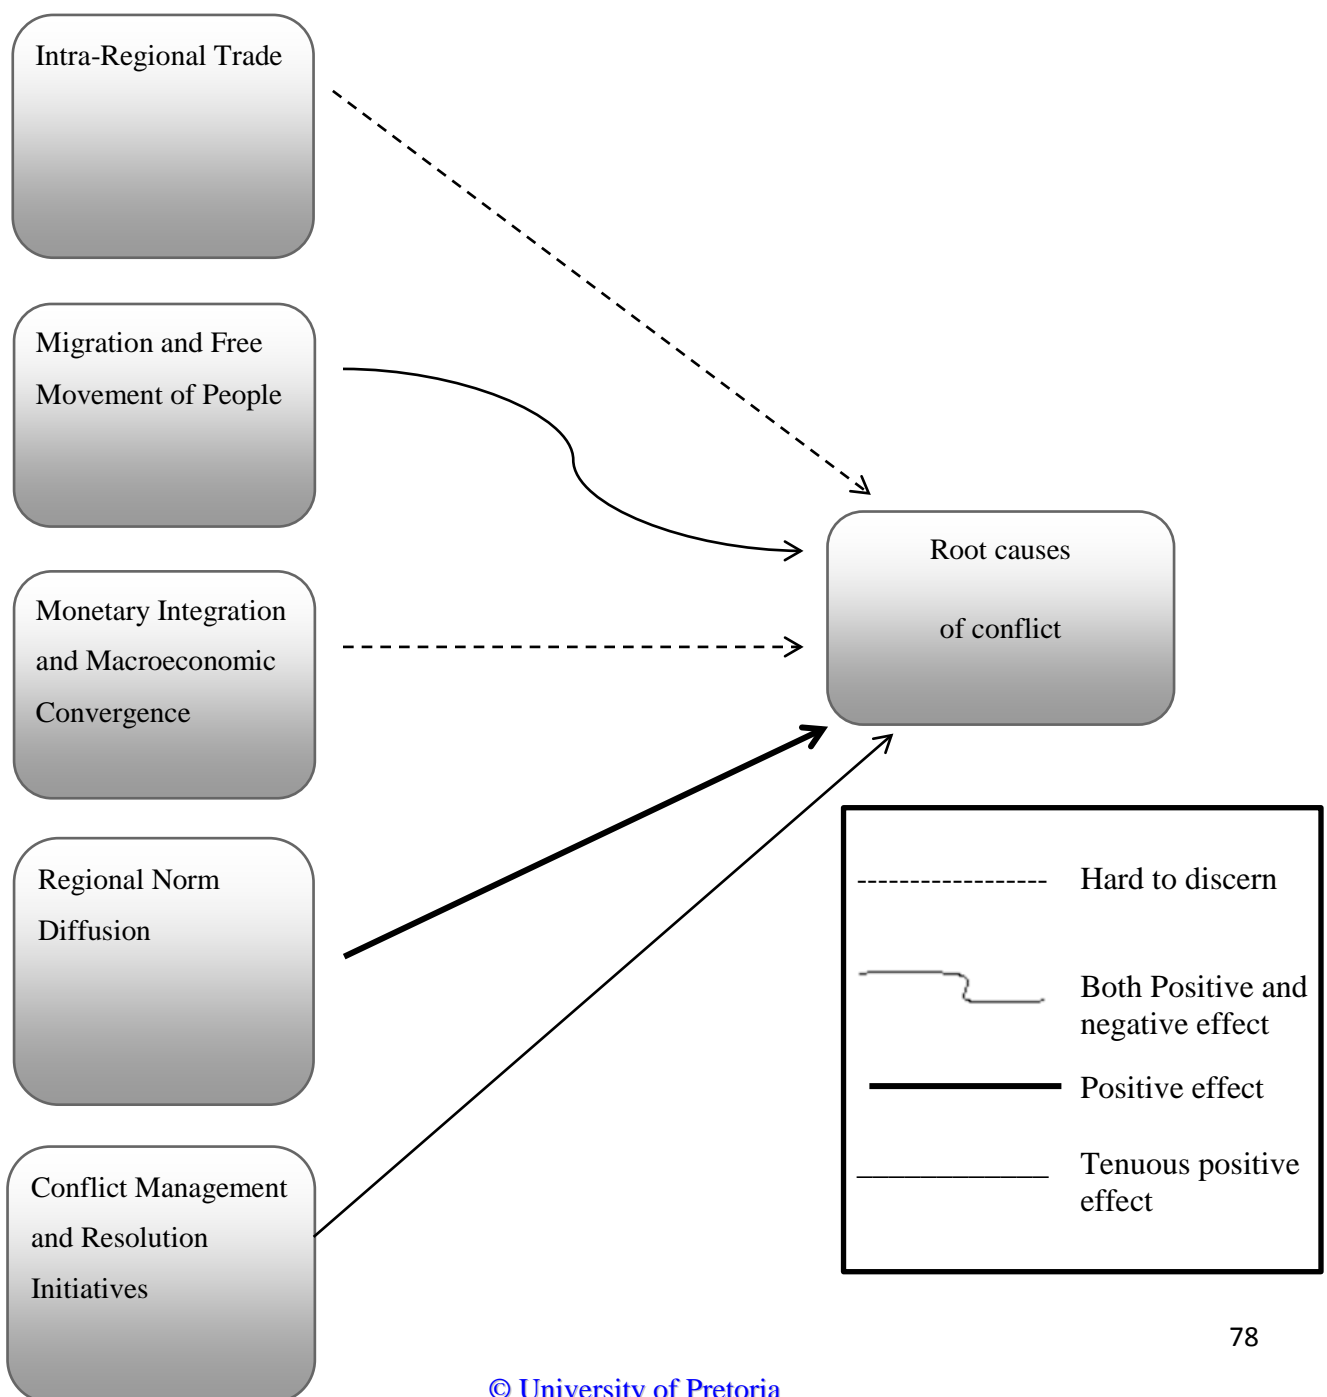 Intra-Regional Trade
Migration and Free
Movement of People
Monetary Integration
and Macroeconomic
Convergence
Regional Norm
Diffusion
Conflict Management
and Resolution
Initiatives
Root causes
of conflict
Hard to discern
Both Positive and
negative effect
Positive effect
Tenuous positive
effect
78
© University of Pretoria